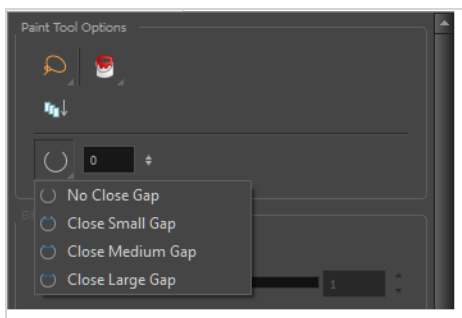 Paint Tool Options
0
No Close Gap
Close Small Gap
Close Medium Gap
Close Large Gap
1